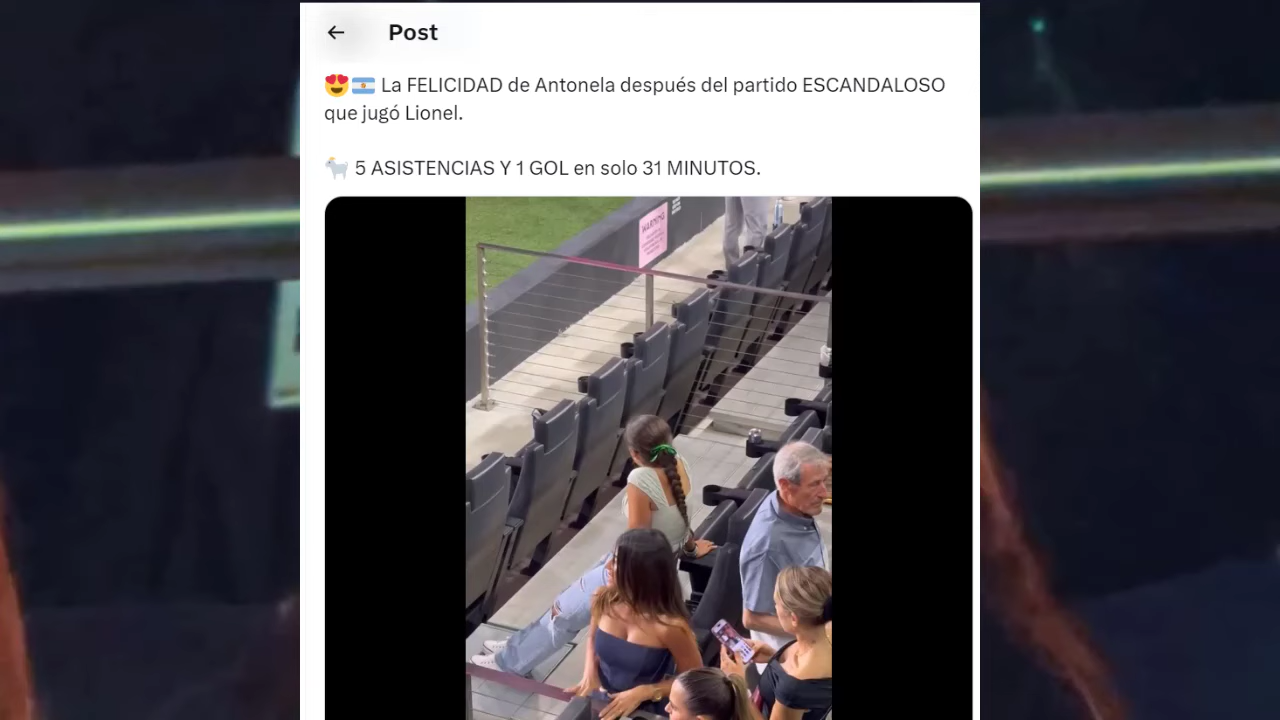 Post
😍🇦🇷 La FELICIDAD de Antonela después del partido ESCANDALOSO
que jugó Lionel.
🐐 5 ASISTENCIAS Y 1 GOL en solo 31 MINUTOS.
WARNING